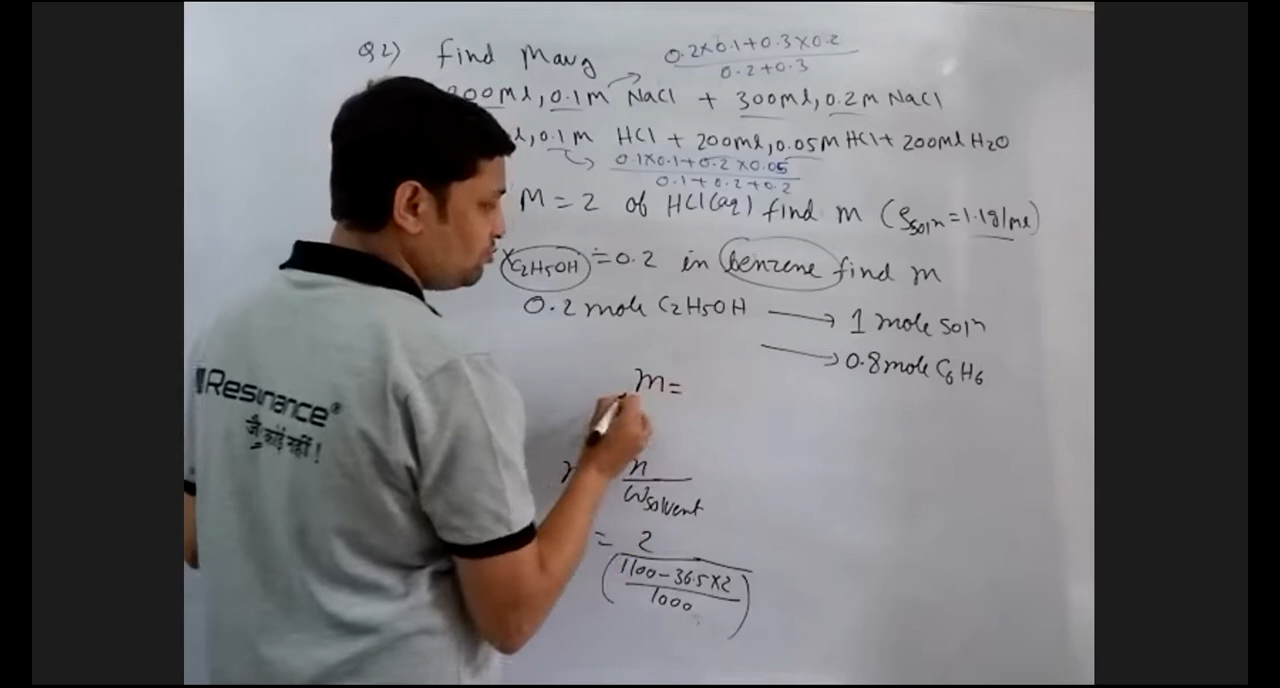 Q2) find Mavg
0.2×0.1+0.3×0.2
0.2+0.3
200Ml, 0.1M NaCl + 300ml, 0.2M NaCl
l, 0.1M HCl + 200ml, 0.05M HCl + 200ml H2O
0.1×0.1+0.2×0.05
0.1+0.2+0.2
M = 2 of HCl(aq) find m (ρsoln = 1.1g/ml)
XC2H5OH = 0.2 in benzene find m
0.2 mole C2H5OH → 1 mole soln
→ 0.8 mole C6H6
m =
n
Wsolvent
= 2
(1100 – 36.5×2
1000)
Resonance®
जैसे कोई नहीं !